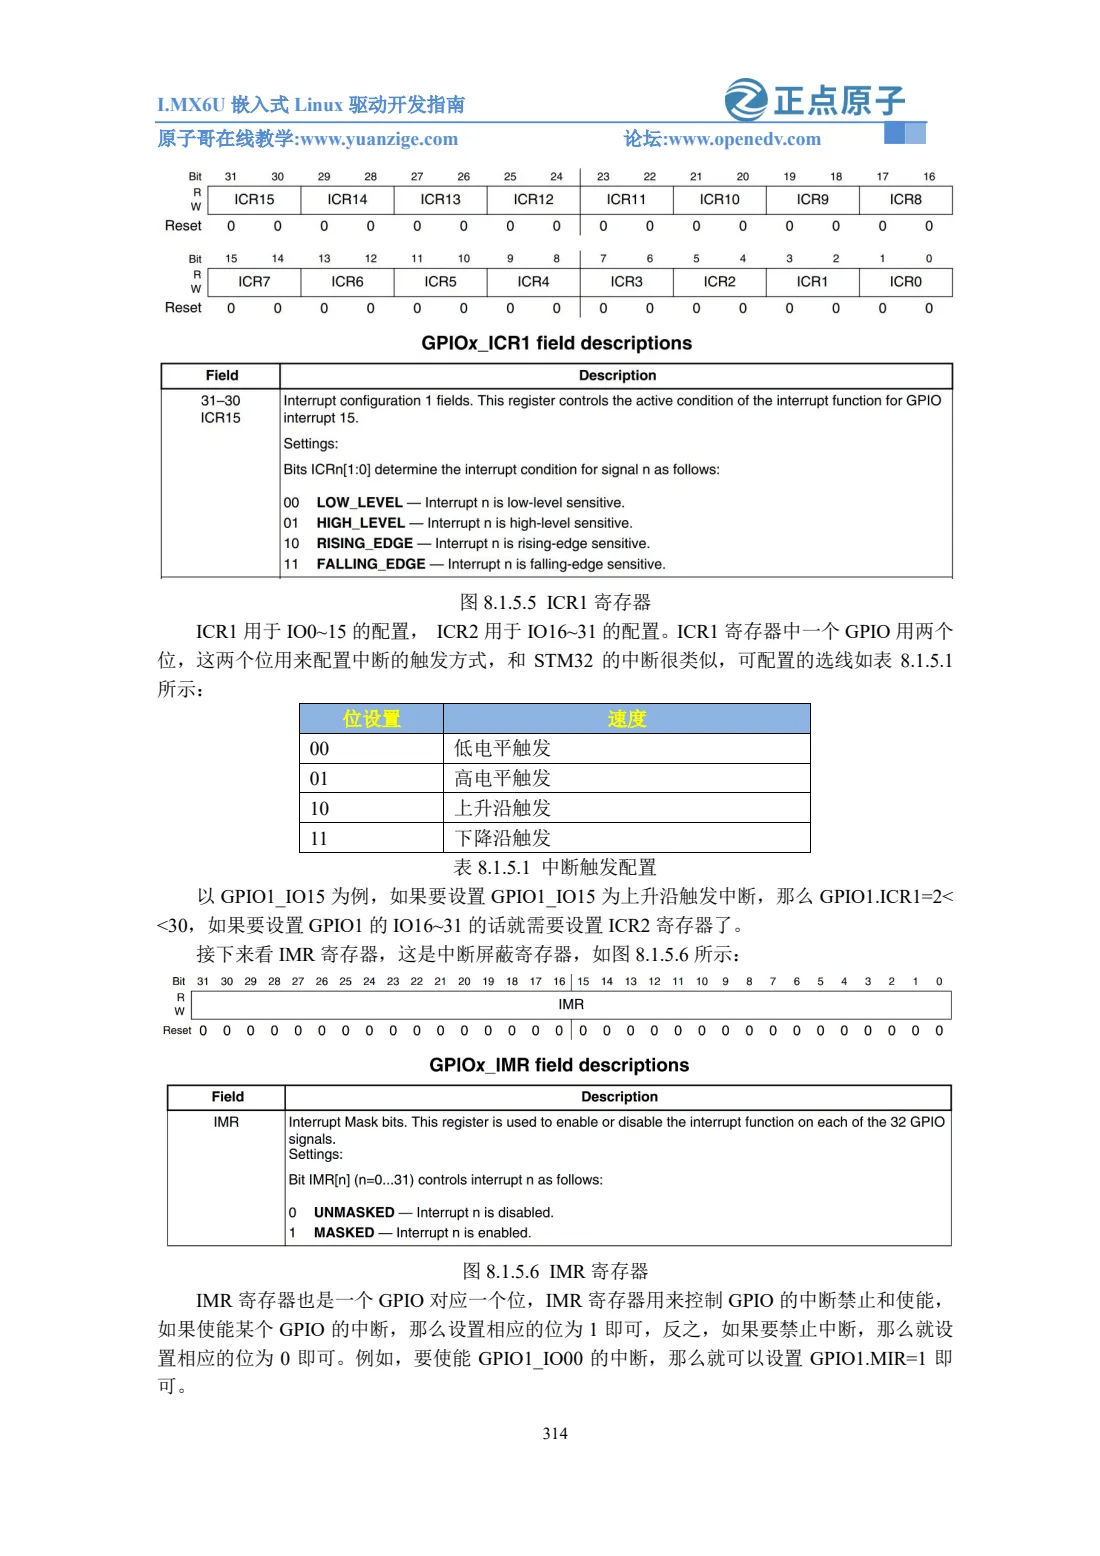 I.MX6U 嵌入式 Linux 驱动开发指南
正点原子
原子哥在线教学:www.yuanzige.com 论坛:www.openedv.com
Bit 31 30 29 28 27 26 25 24 23 22 21 20 19 18 17 16
R
W
ICR15 ICR14 ICR13 ICR12 ICR11 ICR10 ICR9 ICR8
Reset 0 0 0 0 0 0 0 0 0 0 0 0 0 0 0 0
Bit 15 14 13 12 11 10 9 8 7 6 5 4 3 2 1 0
R
W
ICR7 ICR6 ICR5 ICR4 ICR3 ICR2 ICR1 ICR0
Reset 0 0 0 0 0 0 0 0 0 0 0 0 0 0 0 0
GPIOx_ICR1 field descriptions
Field Description
31–30
ICR15
Interrupt configuration 1 fields. This register controls the active condition of the interrupt function for GPIO
interrupt 15.
Settings:
Bits ICRn[1:0] determine the interrupt condition for signal n as follows:
00 LOW_LEVEL — Interrupt n is low-level sensitive.
01 HIGH_LEVEL — Interrupt n is high-level sensitive.
10 RISING_EDGE — Interrupt n is rising-edge sensitive.
11 FALLING_EDGE — Interrupt n is falling-edge sensitive.
图 8.1.5.5 ICR1 寄存器
ICR1 用于 IO0~15 的配置， ICR2 用于 IO16~31 的配置。ICR1 寄存器中一个 GPIO 用两个
位，这两个位用来配置中断的触发方式，和 STM32 的中断很类似，可配置的选线如表 8.1.5.1
所示：
位设置 速度
00 低电平触发
01 高电平触发
10 上升沿触发
11 下降沿触发
表 8.1.5.1 中断触发配置
以 GPIO1_IO15 为例，如果要设置 GPIO1_IO15 为上升沿触发中断，那么 GPIO1.ICR1=2<
<30，如果要设置 GPIO1 的 IO16~31 的话就需要设置 ICR2 寄存器了。
接下来看 IMR 寄存器，这是中断屏蔽寄存器，如图 8.1.5.6 所示：
Bit 31 30 29 28 27 26 25 24 23 22 21 20 19 18 17 16 15 14 13 12 11 10 9 8 7 6 5 4 3 2 1 0
R
W
IMR
Reset 0 0 0 0 0 0 0 0 0 0 0 0 0 0 0 0 0 0 0 0 0 0 0 0 0 0 0 0 0 0 0 0
GPIOx_IMR field descriptions
Field Description
IMR Interrupt Mask bits. This register is used to enable or disable the interrupt function on each of the 32 GPIO
signals.
Settings:
Bit IMR[n] (n=0...31) controls interrupt n as follows:
0 UNMASKED — Interrupt n is disabled.
1 MASKED — Interrupt n is enabled.
图 8.1.5.6 IMR 寄存器
IMR 寄存器也是一个 GPIO 对应一个位，IMR 寄存器用来控制 GPIO 的中断禁止和使能，
如果使能某个 GPIO 的中断，那么设置相应的位为 1 即可，反之，如果要禁止中断，那么就设
置相应的位为 0 即可。例如，要使能 GPIO1_IO00 的中断，那么就可以设置 GPIO1.MIR=1 即
可。
314